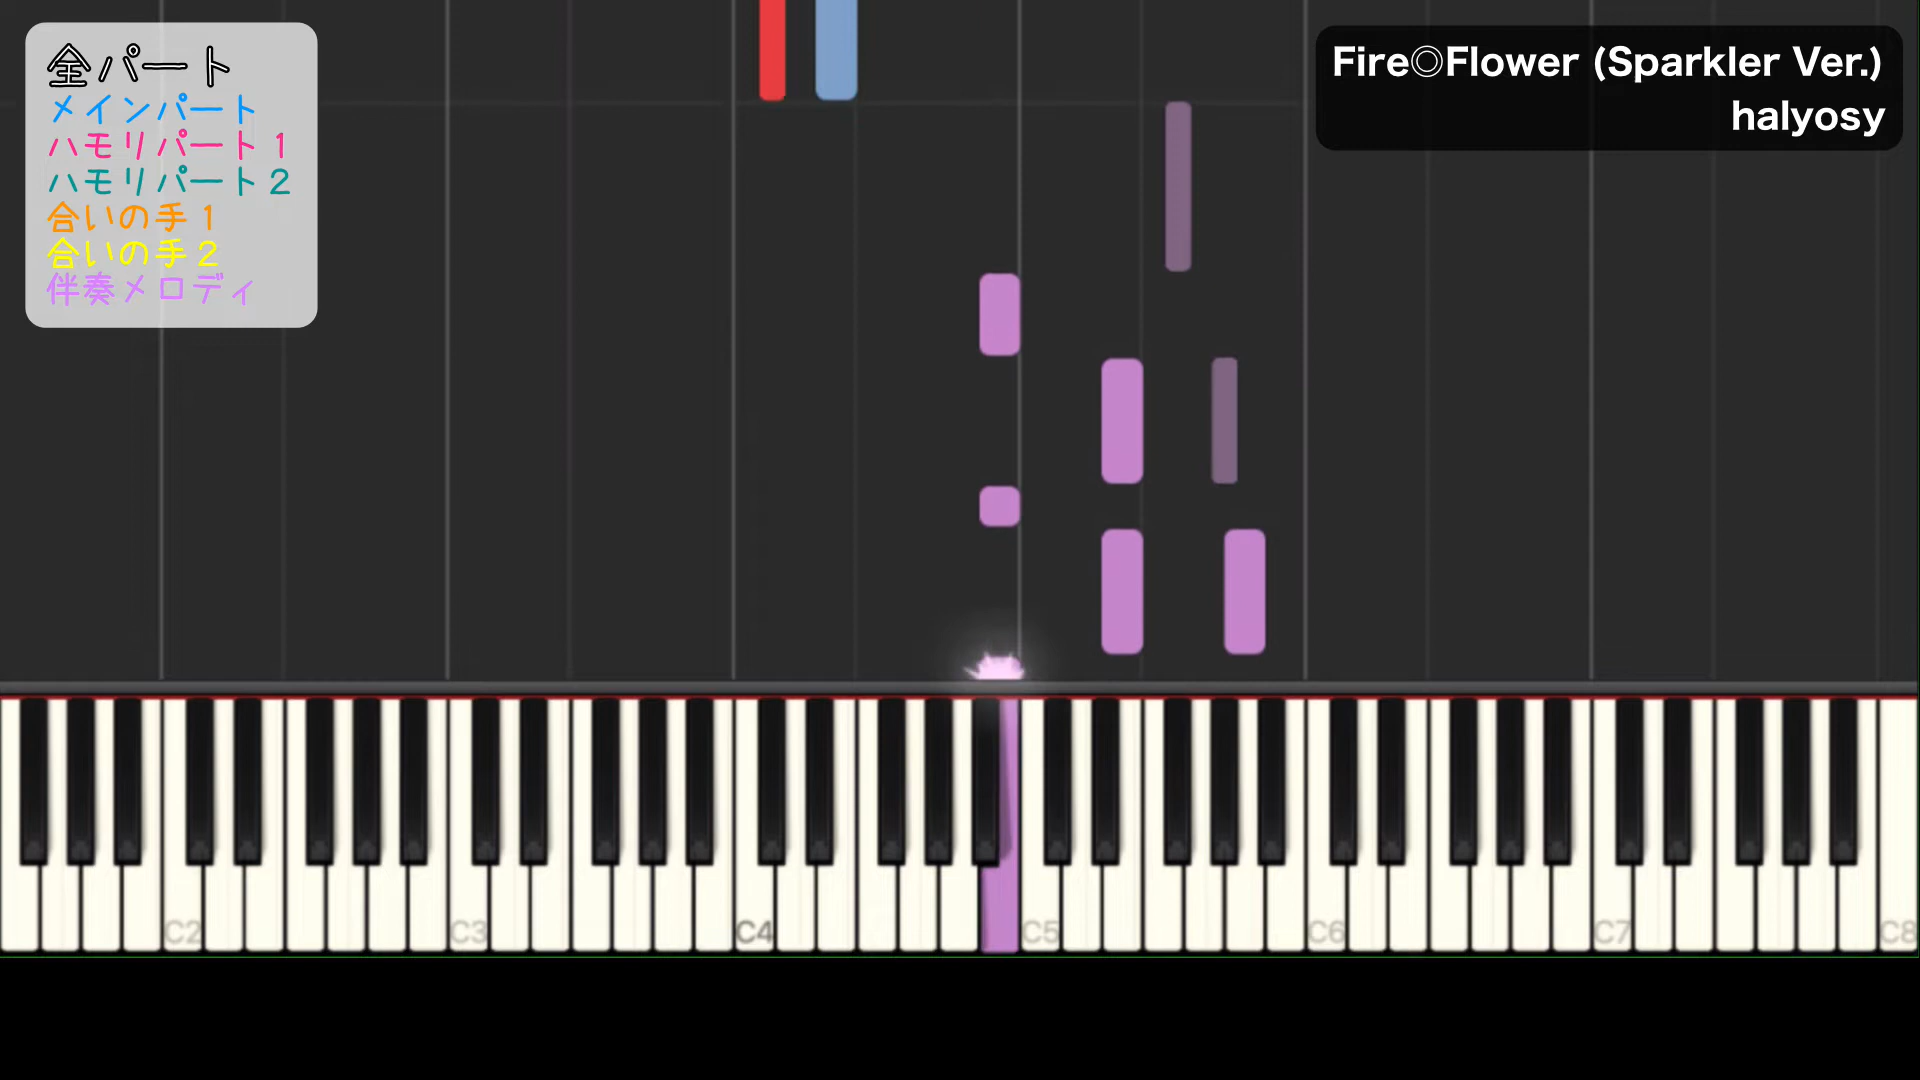 全パート
メインパート
ハモリパート1
ハモリパート2
合いの手1
合いの手2
伴奏メロディ
Fire◎Flower (Sparkler Ver.)
halyosy
C2 C3 C4 C5 C6 C7 C8